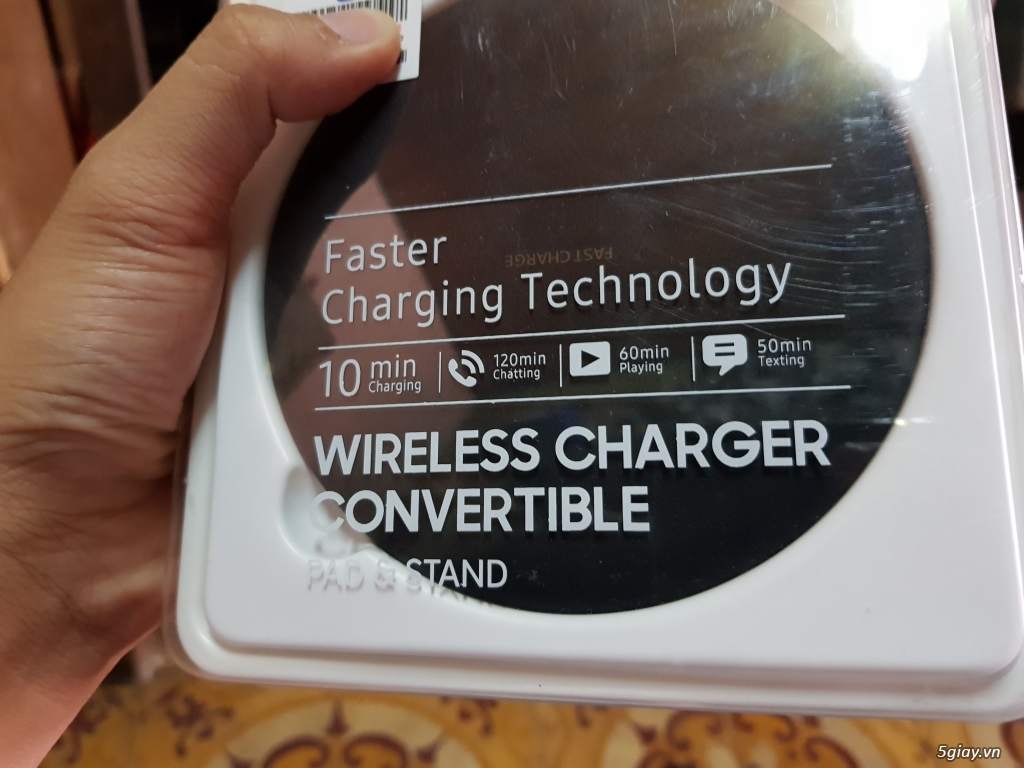 Faster
FAST CHARGE
Charging Technology
10 min Charging
120min Chatting
60min Playing
50min Texting
WIRELESS CHARGER
CONVERTIBLE
PAD & STAND
5giay.vn